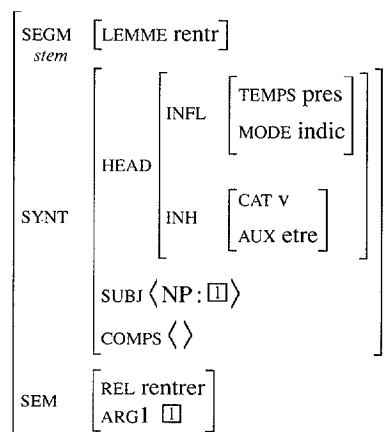 SEGM [LEMME rentr]
stem
TEMPS pres
INFL
MODE indic
HEAD
CAT v
SYNT INH
AUX etre
SUBJ ⟨NP : [1]⟩
COMPS ⟨ ⟩
REL rentrer
SEM
ARG1 [1]